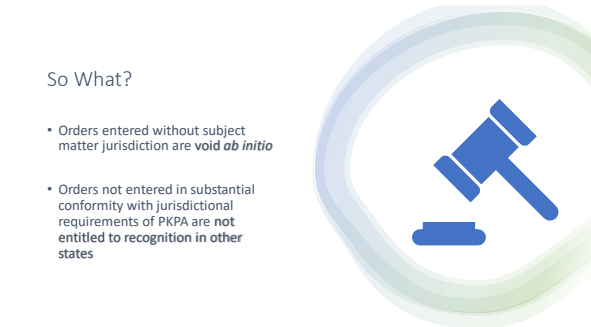 So What?
• Orders entered without subject
matter jurisdiction are void ab initio
• Orders not entered in substantial
conformity with jurisdictional
requirements of PKPA are not
entitled to recognition in other
states